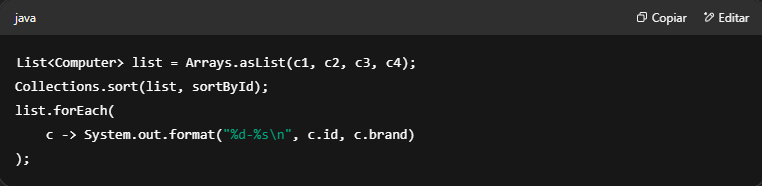 java Copiar Editar
List<Computer> list = Arrays.asList(c1, c2, c3, c4);
Collections.sort(list, sortById);
list.forEach(
    c -> System.out.format("%d-%s\n", c.id, c.brand)
);